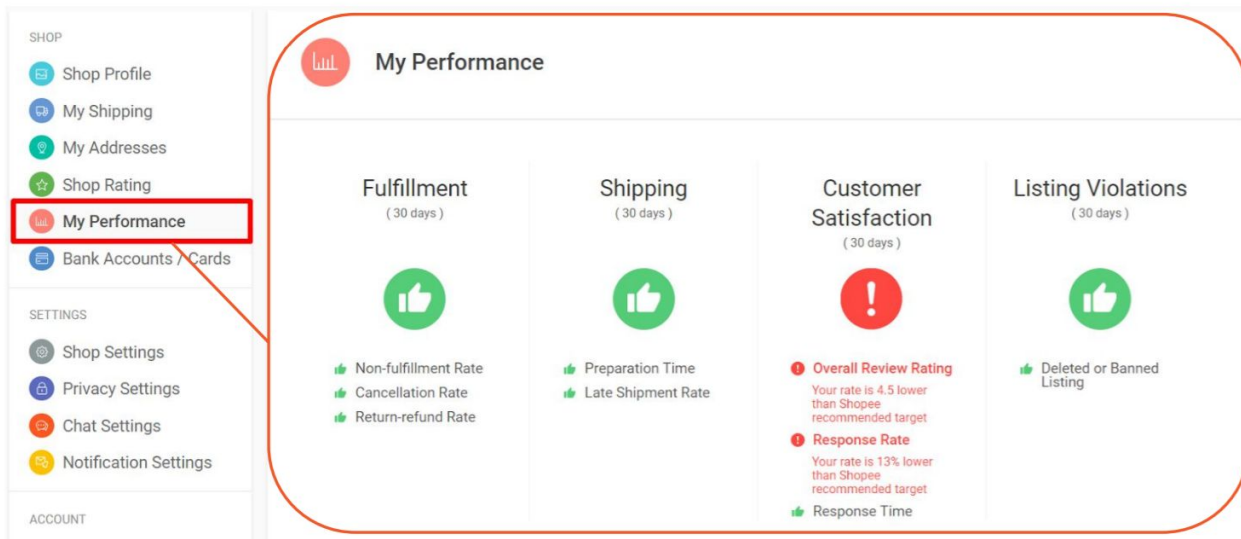 SHOP
Shop Profile
My Shipping
My Addresses
Shop Rating
My Performance
Bank Accounts / Cards
SETTINGS
Shop Settings
Privacy Settings
Chat Settings
Notification Settings
ACCOUNT
My Performance
Fulfillment
( 30 days )
Non-fulfillment Rate
Cancellation Rate
Return-refund Rate
Shipping
( 30 days )
Preparation Time
Late Shipment Rate
Customer
Satisfaction
( 30 days )
Overall Review Rating
Your rate is 4.5 lower
than Shopee
recommended target
Response Rate
Your rate is 13% lower
than Shopee
recommended target
Response Time
Listing Violations
( 30 days )
Deleted or Banned
Listing